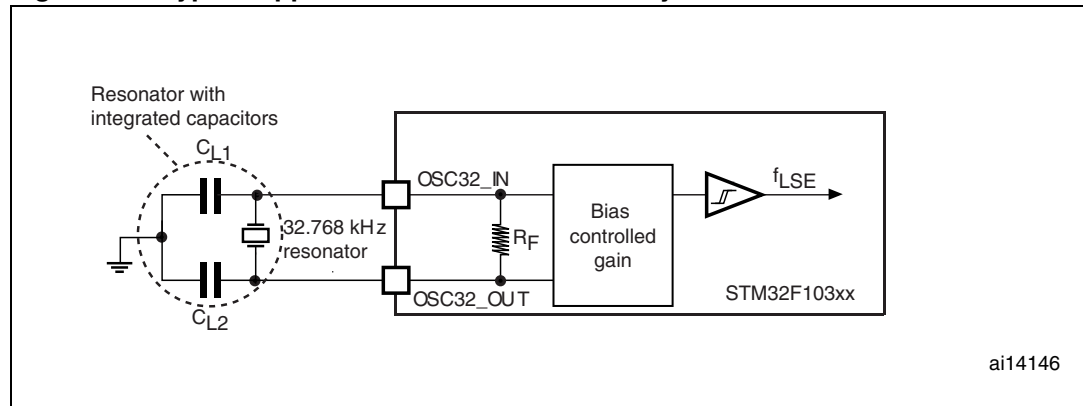 Resonator with
integrated capacitors
CL1
OSC32_IN
fLSE
32.768 kHz
resonator
RF
Bias
controlled
gain
OSC32_OUT
STM32F103xx
CL2
ai14146